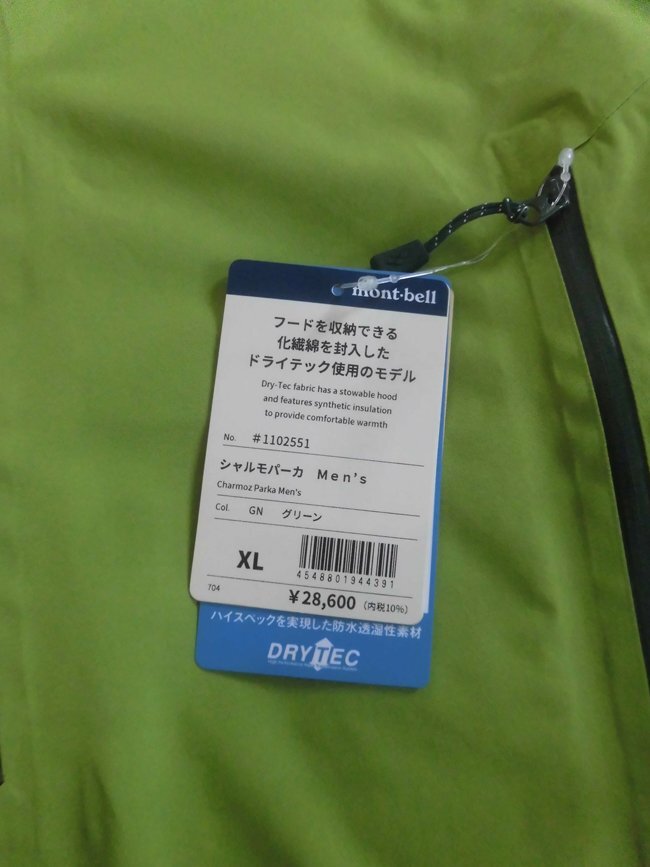 mont-bell
フードを収納できる
化繊綿を封入した
ドライテック使用のモデル
Dry-Tec fabric has a stowable hood
and features synthetic insulation
to provide comfortable warmth
No. #1102551
シャルモパーカ Men's
Charmoz Parka Men's
Col. GN グリーン
XL
4548801944391
704
¥28,600 (内税10%)
ハイスペックを実現した防水透湿性素材
DRYTEC